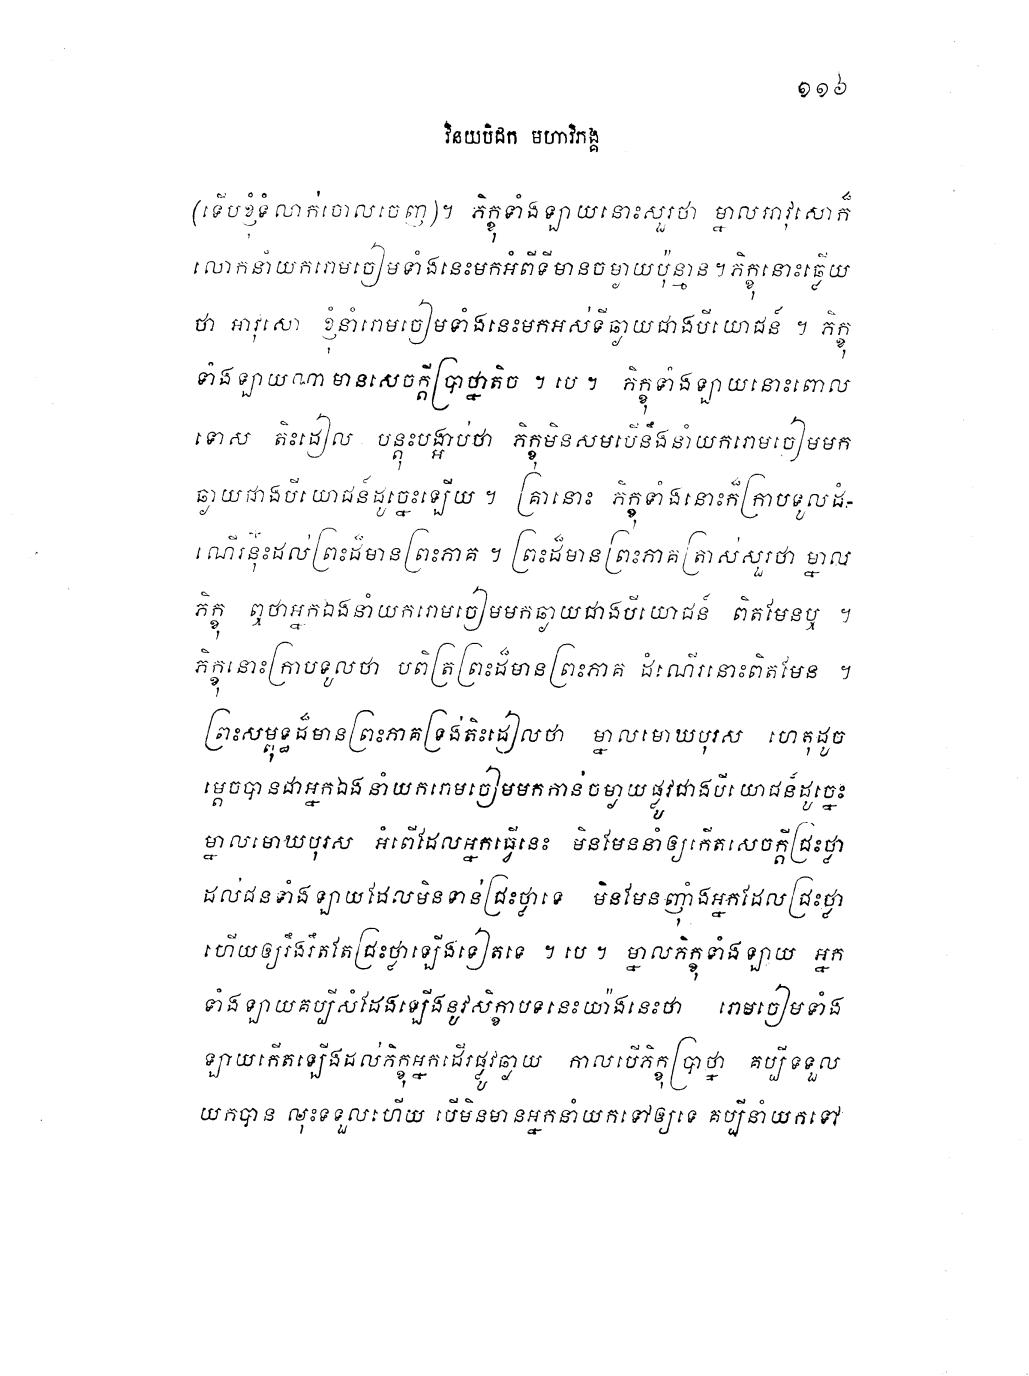 ១១៦
វិនយបិដក មហាវិភង្គ
(ទើបខ្ញុំទំលាក់ចោលចេញ)។ ភិក្ខុទាំងឡាយនោះសួរថា ម្នាលអាវុសោក៏
លោកនាំយករោមចៀមទាំងនេះមកអំពីទីមានចម្ងាយប៉ុន្មាន។ ភិក្ខុនោះឆ្លើយ
ថា អាវុសោ ខ្ញុំនាំរោមចៀមទាំងនេះមកអស់ទីឆ្ងាយជាងបីយោជន៍ ។ ភិក្ខុ
ទាំងឡាយណាមានសេចក្តីប្រាថ្នាតិច ។ បេ ។ ភិក្ខុទាំងឡាយនោះពោល
ទោស តិះដៀល បន្តុះបង្អាប់ថា ភិក្ខុមិនសមបើនឹងនាំយករោមចៀមមក
ឆ្ងាយជាងបីយោជន៍ដូច្នេះឡើយ ។ គ្រានោះ ភិក្ខុទាំងនោះក៏ក្រាបទូលដំ-
ណើរនុ៎ះដល់ព្រះដ៏មានព្រះភាគ ។ ព្រះដ៏មានព្រះភាគត្រាស់សួរថា ម្នាល
ភិក្ខុ ឮថាអ្នកឯងនាំយករោមចៀមមកឆ្ងាយជាងបីយោជន៍ ពិតមែនឬ ។
ភិក្ខុនោះក្រាបទូលថា បពិត្រព្រះដ៏មានព្រះភាគ ដំណើរនោះពិតមែន ។
ព្រះសម្ពុទ្ធដ៏មានព្រះភាគទ្រង់តិះដៀលថា ម្នាលមោឃបុរស ហេតុដូច
ម្តេចបានជាអ្នកឯងនាំយករោមចៀមមកកាន់ចម្ងាយផ្លូវជាងបីយោជន៍ដូច្នេះ
ម្នាលមោឃបុរស អំពើដែលអ្នកធ្វើនេះ មិនមែននាំឲ្យកើតសេចក្តីជ្រះថ្លា
ដល់ជនទាំងឡាយដែលមិនទាន់ជ្រះថ្លាទេ មិនមែនញ៉ាំងអ្នកដែលជ្រះថ្លា
ហើយឲ្យរឹងរឹតតែជ្រះថ្លាឡើងទៀតទេ ។ បេ ។ ម្នាលភិក្ខុទាំងឡាយ អ្នក
ទាំងឡាយគប្បីសំដែងឡើងនូវសិក្ខាបទនេះយ៉ាងនេះថា រោមចៀមទាំង
ឡាយកើតឡើងដល់ភិក្ខុអ្នកដើរផ្លូវឆ្ងាយ កាលបើភិក្ខុប្រាថ្នា គប្បីទទួល
យកបាន លុះទទួលហើយ បើមិនមានអ្នកនាំយកទៅឲ្យទេ គប្បីនាំយកទៅ